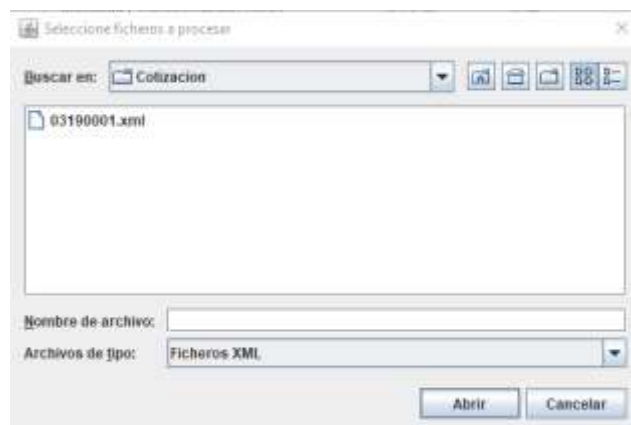 Seleccione ficheros a procesar
Buscar en: Cotizacion
03190001.xml
Nombre de archivo:
Archivos de tipo: Ficheros XML
Abrir Cancelar